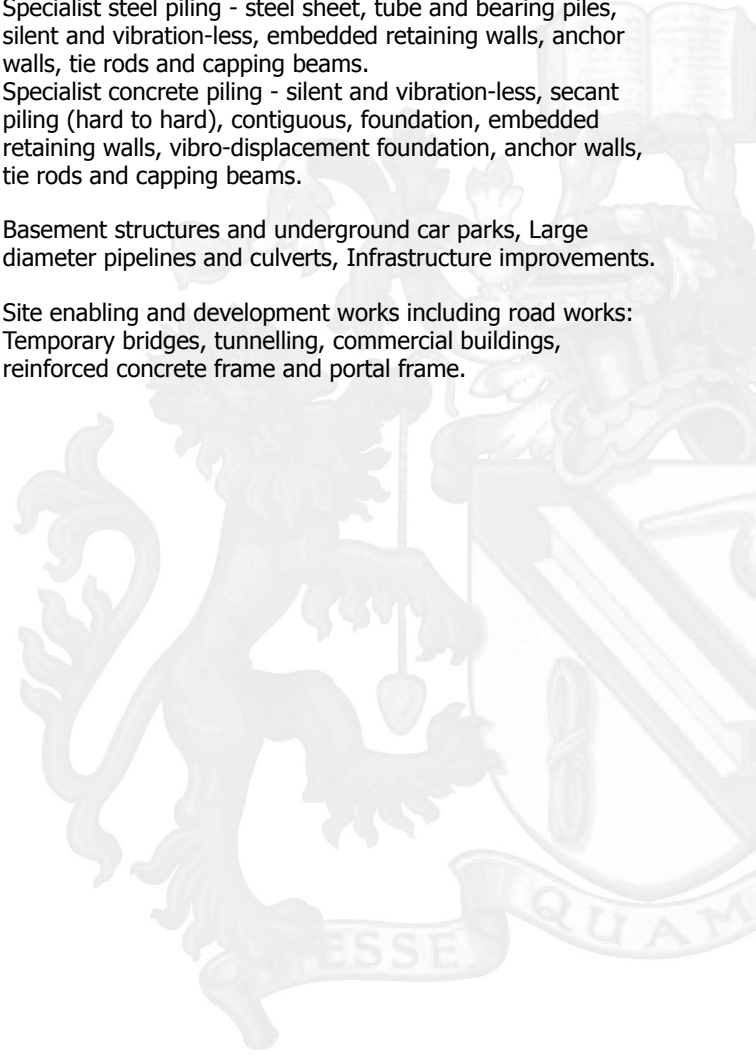 Specialist steel piling - steel sheet, tube and bearing piles,
silent and vibration-less, embedded retaining walls, anchor
walls, tie rods and capping beams.
Specialist concrete piling - silent and vibration-less, secant
piling (hard to hard), contiguous, foundation, embedded
retaining walls, vibro-displacement foundation, anchor walls,
tie rods and capping beams.
Basement structures and underground car parks, Large
diameter pipelines and culverts, Infrastructure improvements.
Site enabling and development works including road works:
Temporary bridges, tunnelling, commercial buildings,
reinforced concrete frame and portal frame.
ESSE QUAM